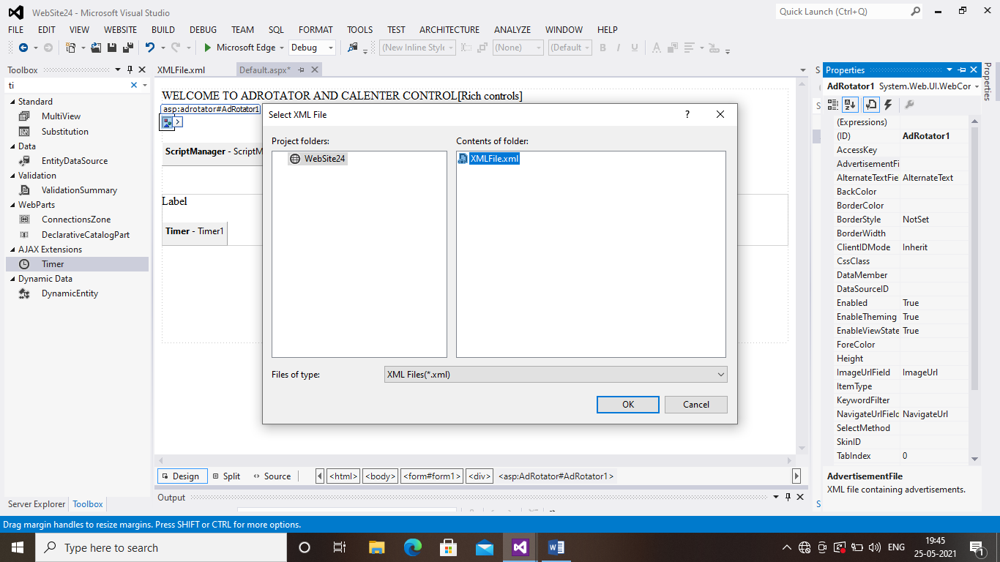 WebSite24 - Microsoft Visual Studio
Quick Launch (Ctrl+Q)
FILE EDIT VIEW WEBSITE BUILD DEBUG TEAM SQL FORMAT TOOLS TEST ARCHITECTURE ANALYZE WINDOW HELP
Microsoft Edge Debug (New Inline Style (None) (Default B I U A
Toolbox
ti
Standard
MultiView
Substitution
Data
EntityDataSource
Validation
ValidationSummary
WebParts
ConnectionsZone
DeclarativeCatalogPart
AJAX Extensions
Timer
Dynamic Data
DynamicEntity
Server Explorer Toolbox
XMLFile.xml Default.aspx*
WELCOME TO ADROTATOR AND CALENTER CONTROL[Rich controls]
asp:adrotator#AdRotator1
ScriptManager - ScriptM
Label
Timer - Timer1
Select XML File
?
Project folders:
WebSite24
Contents of folder:
XMLFile.xml
Files of type:
XML Files(*.xml)
OK Cancel
Design Split Source <html> <body> <form#form1> <div> <asp:AdRotator#AdRotator1>
Output
S
S
S
Properties
AdRotator1 System.Web.UI.WebCor
(Expressions)
(ID) AdRotator1
AccessKey
AdvertisementFi
AlternateTextFie AlternateText
BackColor
BorderColor
BorderStyle NotSet
BorderWidth
ClientIDMode Inherit
CssClass
DataMember
DataSourceID
Enabled True
EnableTheming True
EnableViewState True
ForeColor
Height
ImageUrlField ImageUrl
ItemType
KeywordFilter
NavigateUrlField NavigateUrl
SelectMethod
SkinID
TabIndex 0
AdvertisementFile
XML file containing advertisements.
Properties
Drag margin handles to resize margins. Press SHIFT or CTRL for more options.
Type here to search
ENG
19:45
25-05-2021
1